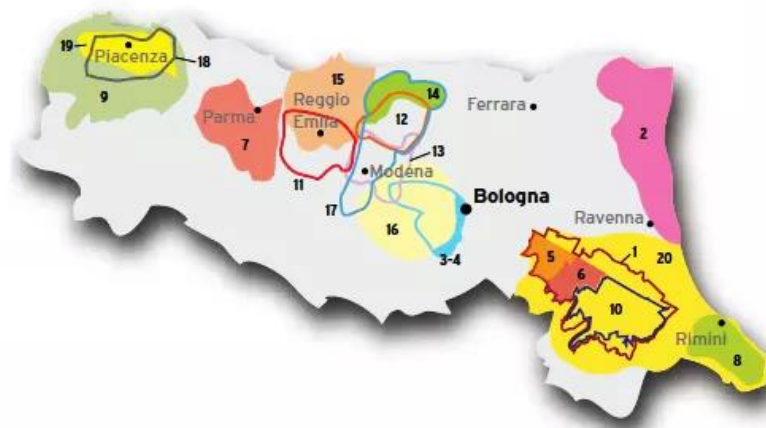 19
Piacenza
18
9
15
Reggio
Emilia
14
12
Ferrara
2
Parma
7
13
11
Modena
17
Bologna
16
3-4
Ravenna
1
20
5
6
10
Rimini
8